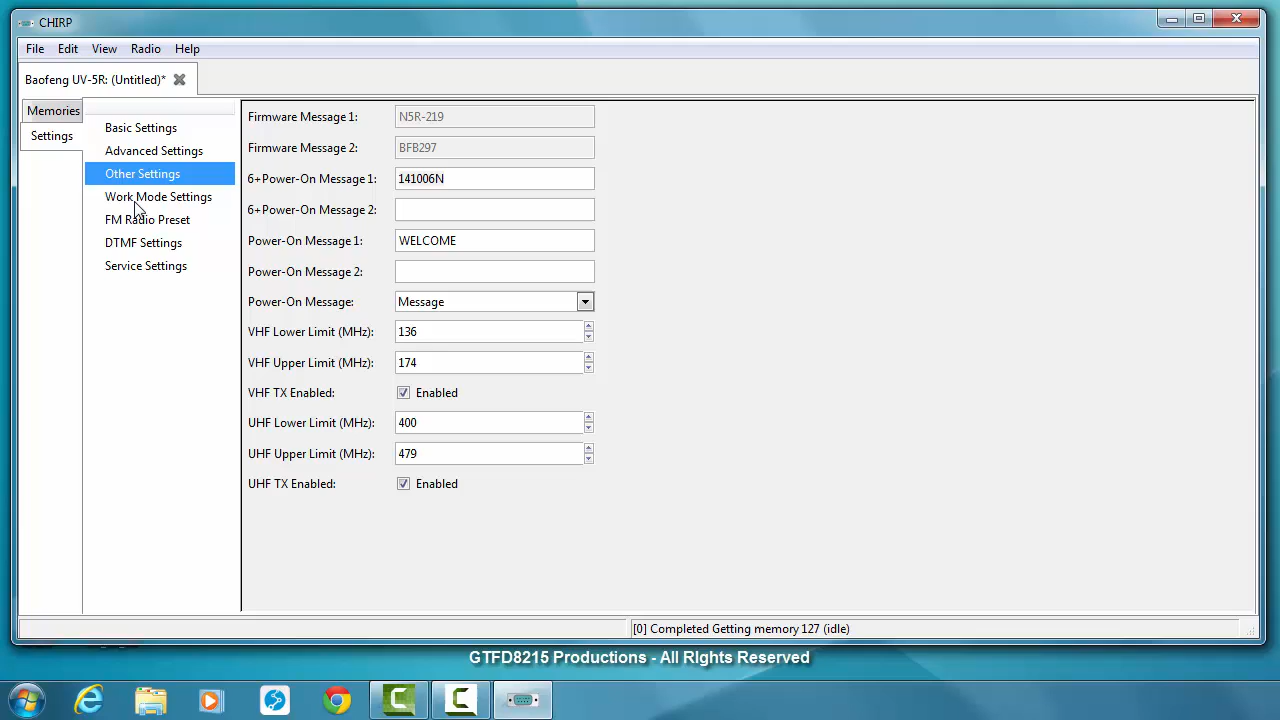 CHIRP
File Edit View Radio Help
Baofeng UV-5R: (Untitled)*
Memories
Settings
Basic Settings
Advanced Settings
Other Settings
Work Mode Settings
FM Radio Preset
DTMF Settings
Service Settings
Firmware Message 1: N5R-219
Firmware Message 2: BFB297
6+Power-On Message 1: 141006N
6+Power-On Message 2:
Power-On Message 1: WELCOME
Power-On Message 2:
Power-On Message: Message
VHF Lower Limit (MHz): 136
VHF Upper Limit (MHz): 174
VHF TX Enabled: Enabled
UHF Lower Limit (MHz): 400
UHF Upper Limit (MHz): 479
UHF TX Enabled: Enabled
[0] Completed Getting memory 127 (idle)
GTFD8215 Productions - All RIghts Reserved